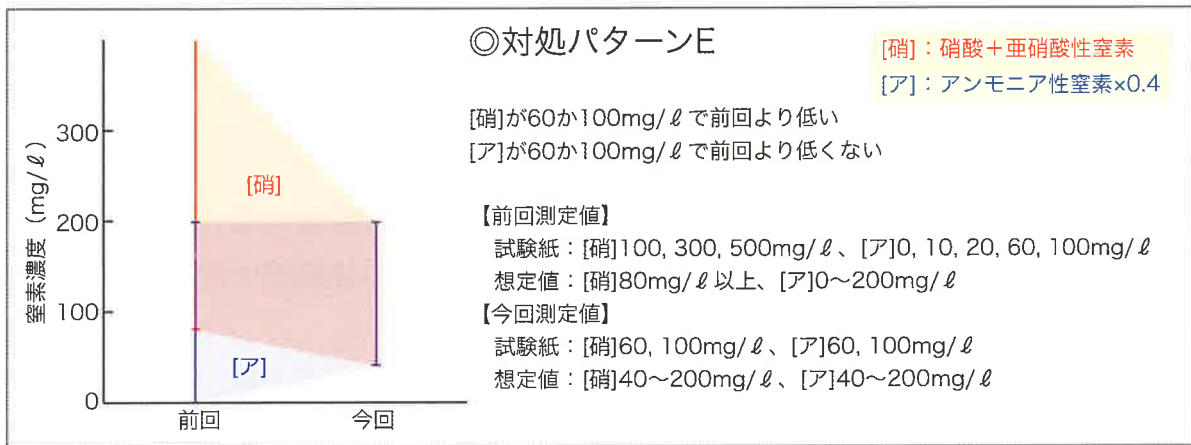 ◎対処パターンE
[硝]：硝酸＋亜硝酸性窒素
[ア]：アンモニア性窒素×0.4
[硝]が60か100mg/ℓで前回より低い
[ア]が60か100mg/ℓで前回より低くない
【前回測定値】
試験紙：[硝]100, 300, 500mg/ℓ、[ア]0, 10, 20, 60, 100mg/ℓ
想定値：[硝]80mg/ℓ以上、[ア]0〜200mg/ℓ
【今回測定値】
試験紙：[硝]60, 100mg/ℓ、[ア]60, 100mg/ℓ
想定値：[硝]40〜200mg/ℓ、[ア]40〜200mg/ℓ
窒素濃度（mg/ℓ）
300
200
100
0
[硝]
[ア]
前回
今回